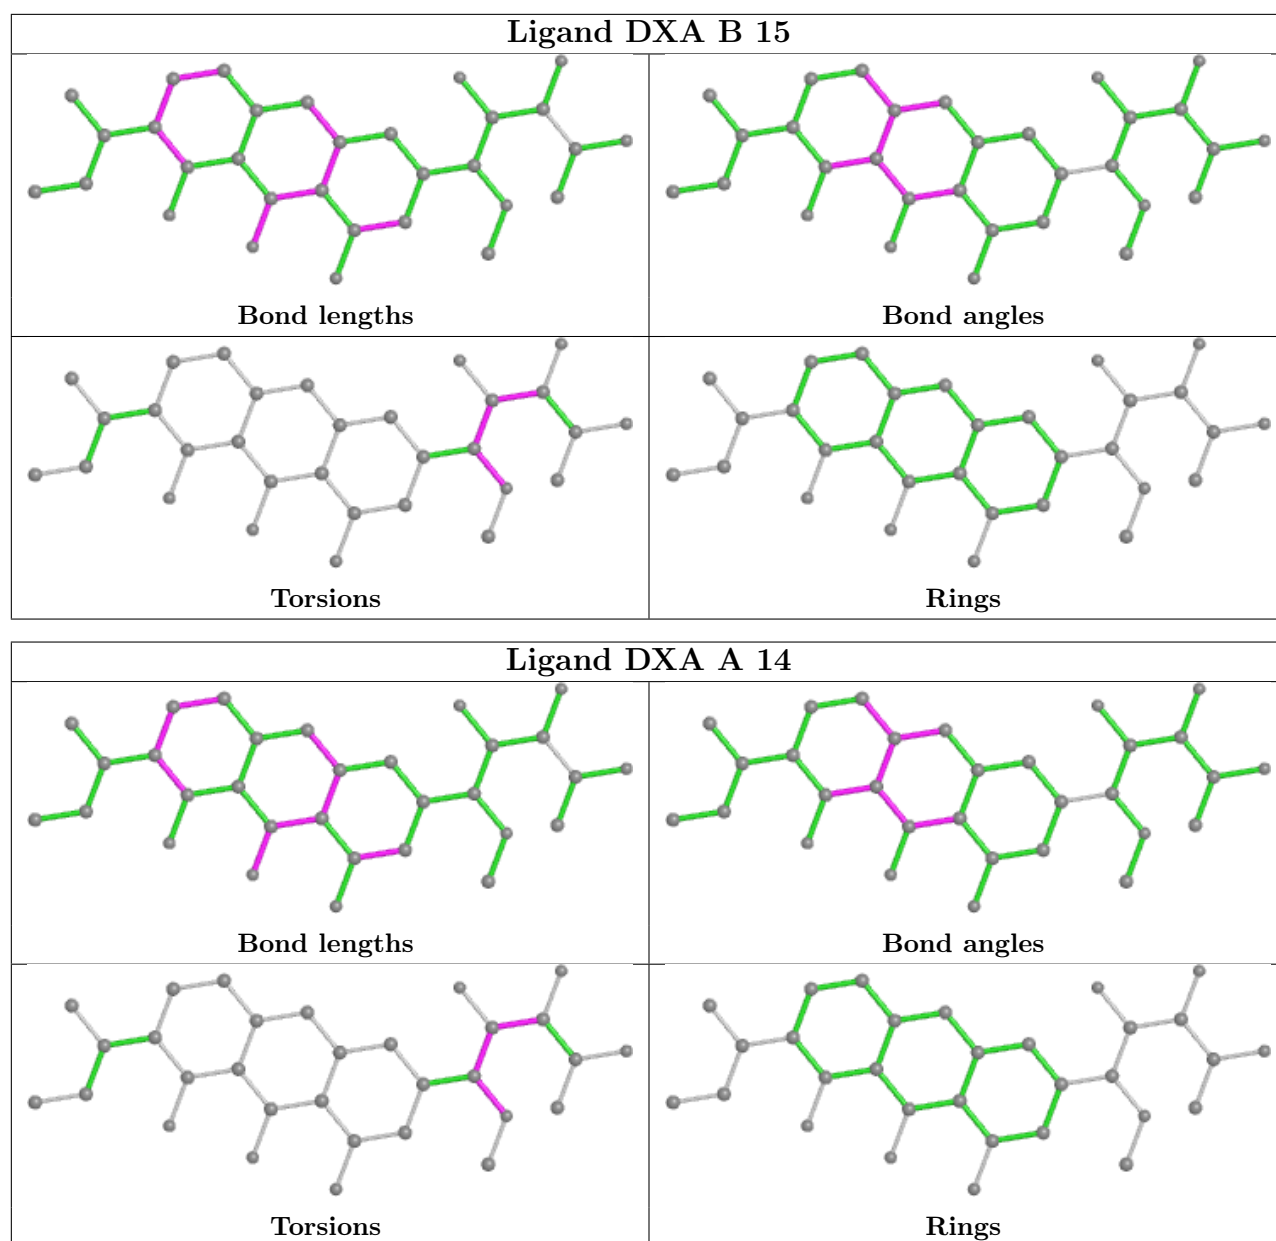 Ligand DXA B 15
Bond lengths
Bond angles
Torsions
Rings
Ligand DXA A 14
Bond lengths
Bond angles
Torsions
Rings